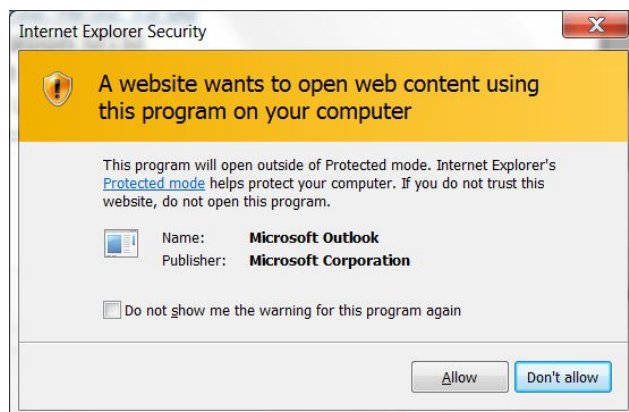 Internet Explorer Security
A website wants to open web content using
this program on your computer
This program will open outside of Protected mode. Internet Explorer's
Protected mode helps protect your computer. If you do not trust this
website, do not open this program.
Name: Microsoft Outlook
Publisher: Microsoft Corporation
Do not show me the warning for this program again
Allow Don't allow